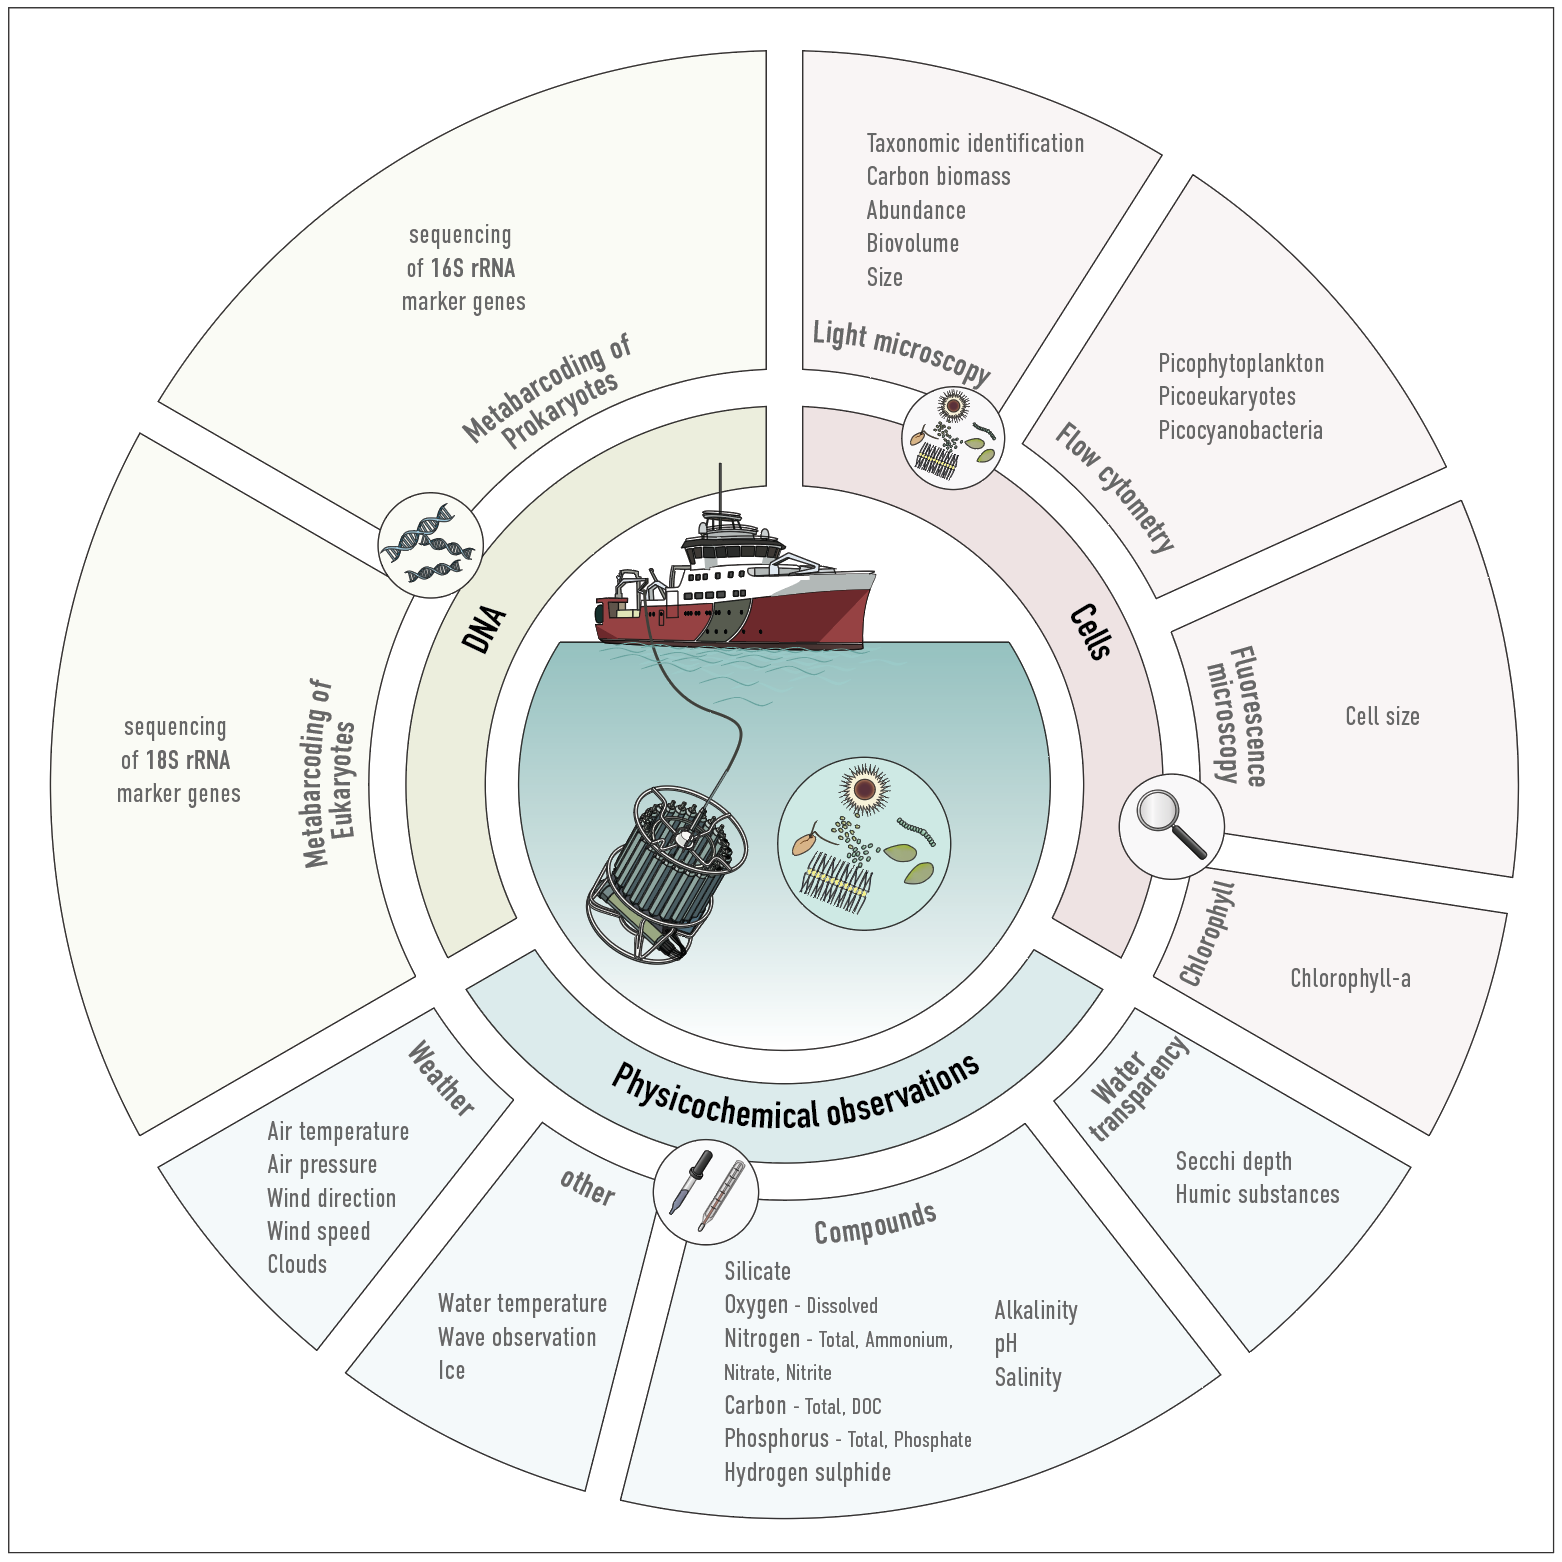 DNA
Metabarcoding of
Prokaryotes
sequencing
of 16S rRNA
marker genes
Metabarcoding of
Eukaryotes
sequencing
of 18S rRNA
marker genes
Cells
Light microscopy
Taxonomic identification
Carbon biomass
Abundance
Biovolume
Size
Flow cytometry
Picophytoplankton
Picoeukaryotes
Picocyanobacteria
Fluorescence
microscopy
Cell size
Chlorophyll
Chlorophyll-a
Physicochemical observations
Water
transparency
Secchi depth
Humic substances
Compounds
Silicate
Oxygen - Dissolved
Nitrogen - Total, Ammonium,
Nitrate, Nitrite
Carbon - Total, DOC
Phosphorus - Total, Phosphate
Hydrogen sulphide
Alkalinity
pH
Salinity
other
Water temperature
Wave observation
Ice
Weather
Air temperature
Air pressure
Wind direction
Wind speed
Clouds